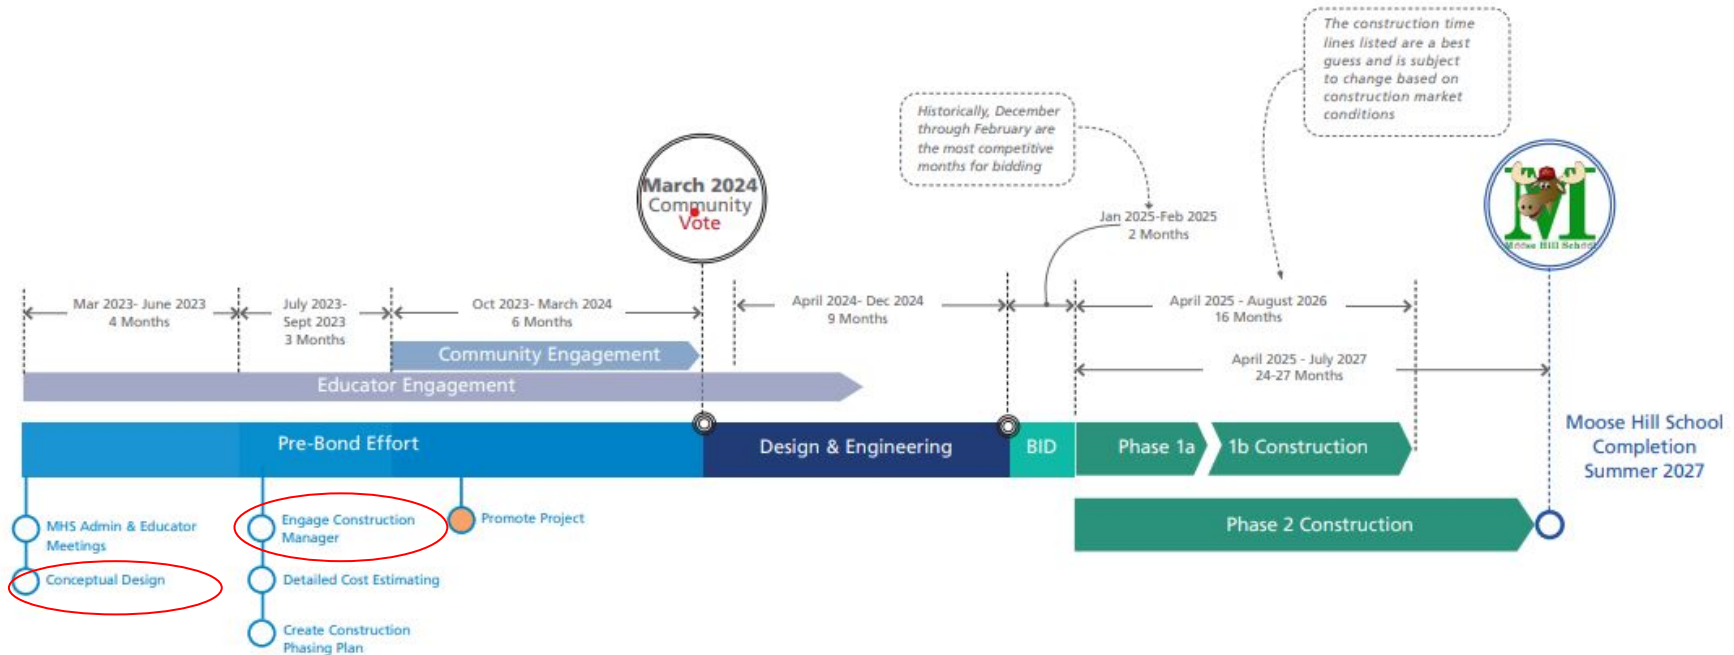 The construction time
lines listed are a best
guess and is subject
to change based on
construction market
conditions
Historically, December
through February are
the most competitive
months for bidding
March 2024
Community
Vote
Moose Hill School
Jan 2025-Feb 2025
2 Months
Mar 2023- June 2023
4 Months
July 2023-
Sept 2023
3 Months
Oct 2023- March 2024
6 Months
April 2024- Dec 2024
9 Months
April 2025 - August 2026
16 Months
April 2025 - July 2027
24-27 Months
Community Engagement
Educator Engagement
Pre-Bond Effort
Design & Engineering
BID
Phase 1a
1b Construction
Phase 2 Construction
Moose Hill School
Completion
Summer 2027
MHS Admin & Educator
Meetings
Conceptual Design
Engage Construction
Manager
Detailed Cost Estimating
Create Construction
Phasing Plan
Promote Project